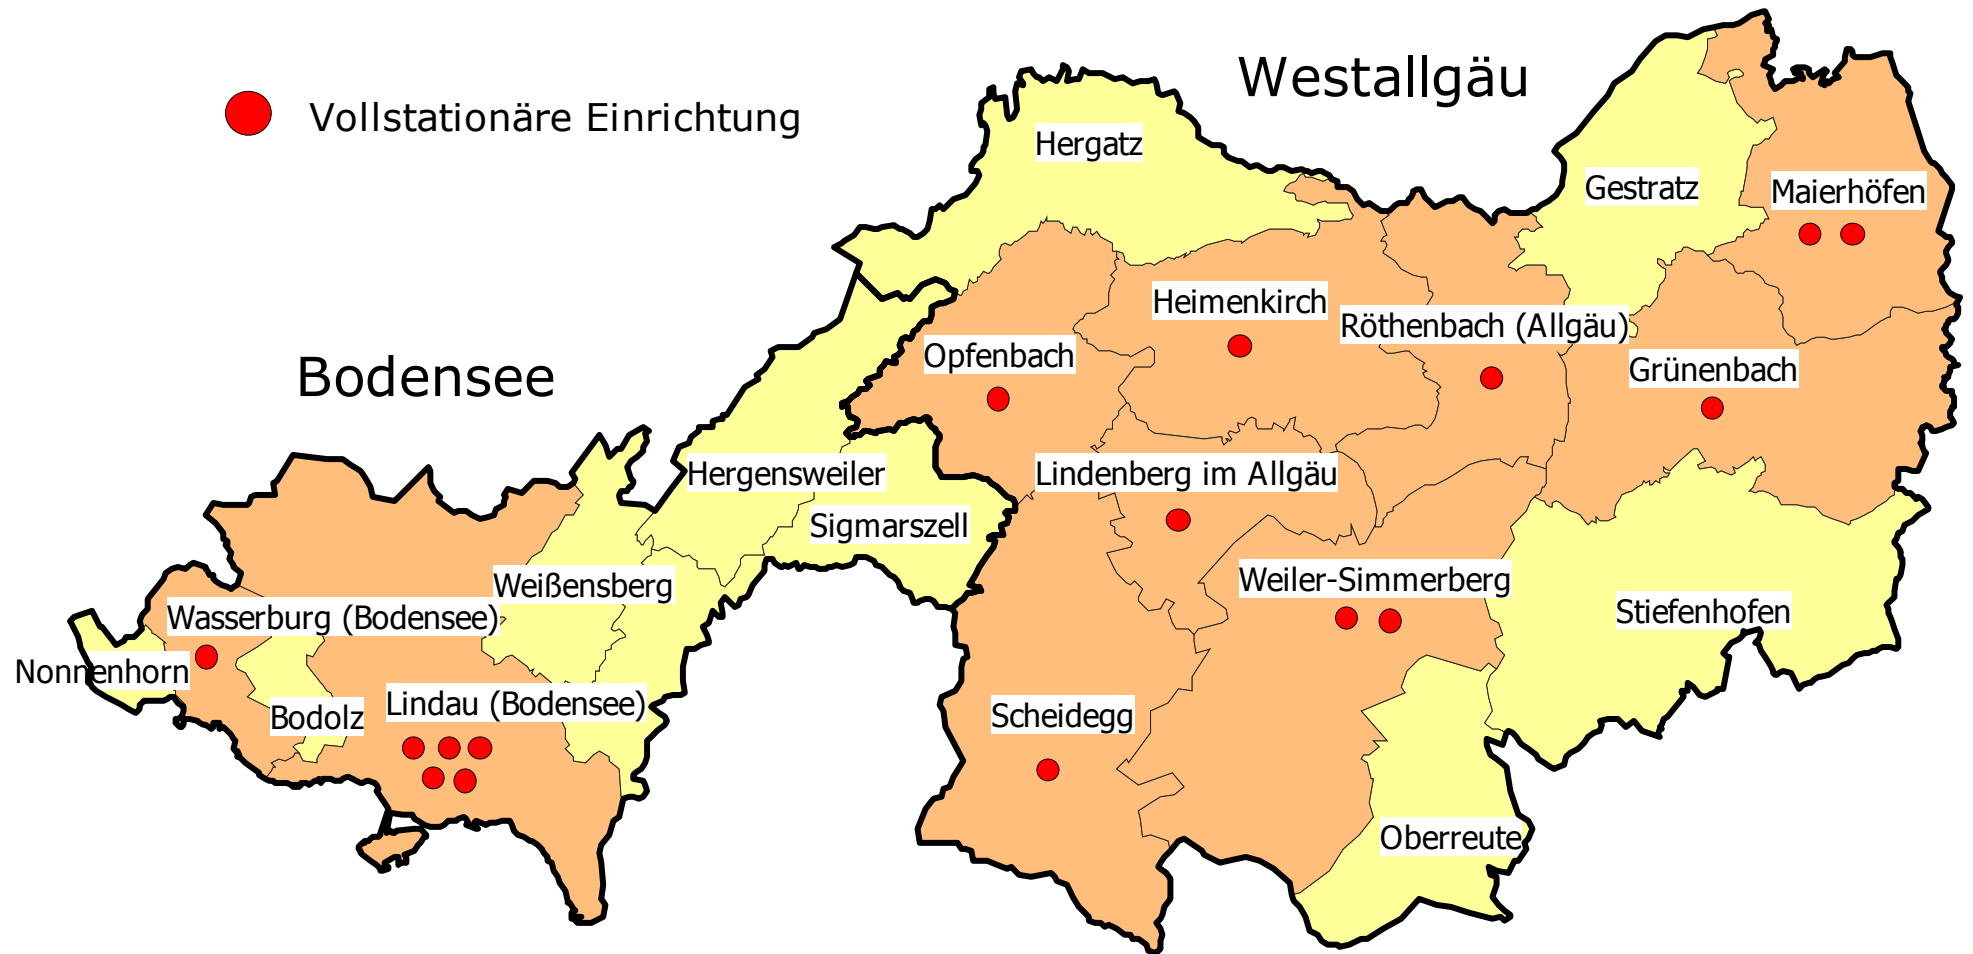 Westallgäu
Vollstationäre Einrichtung
Hergatz
Gestratz
Maierhöfen
Heimenkirch
Röthenbach (Allgäu)
Opfenbach
Grünenbach
Bodensee
Hergensweiler
Lindenberg im Allgäu
Sigmarszell
Weißensberg
Weiler-Simmerberg
Wasserburg (Bodensee)
Stiefenhofen
Nonnenhorn
Lindau (Bodensee)
Bodolz
Scheidegg
Oberreute